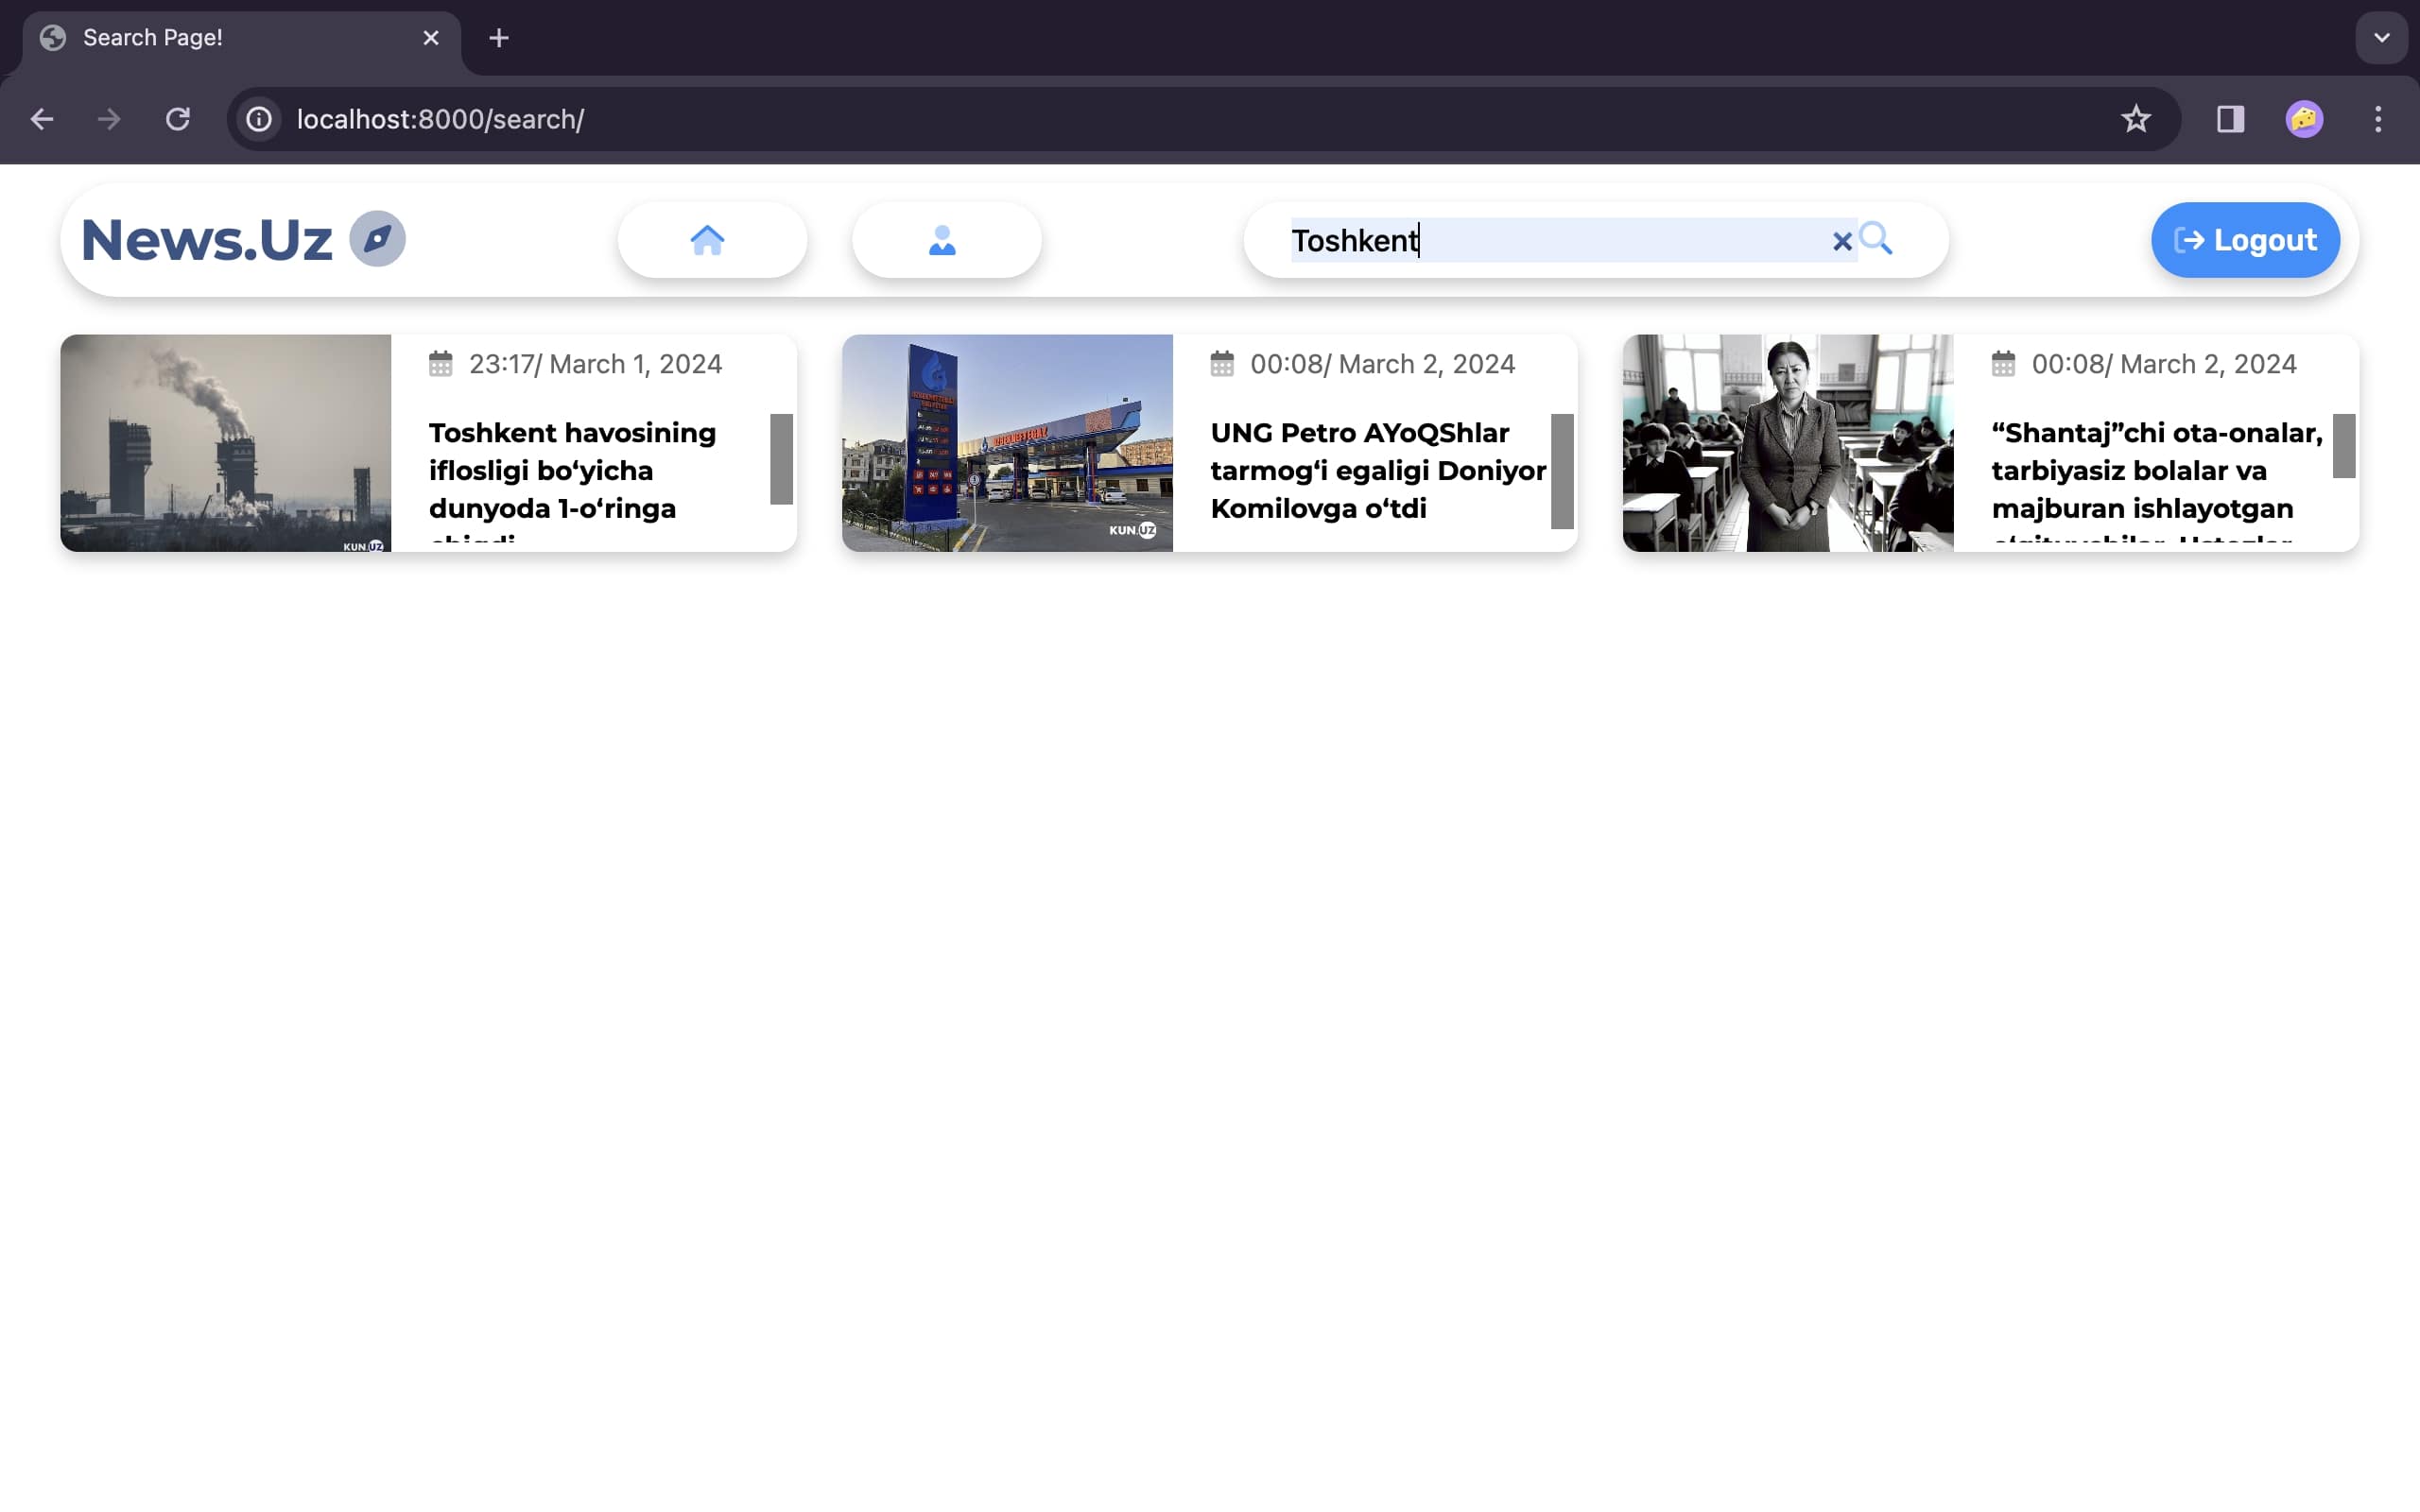 Search Page!
localhost:8000/search/
News.Uz
Toshkent
Logout
23:17/ March 1, 2024
Toshkent havosining
iflosligi bo‘yicha
dunyoda 1-o‘ringa
KUN.UZ
00:08/ March 2, 2024
UNG Petro AYoQShlar
tarmog‘i egaligi Doniyor
Komilovga o‘tdi
KUN.UZ
00:08/ March 2, 2024
“Shantaj”chi ota-onalar,
tarbiyasiz bolalar va
majburan ishlayotgan